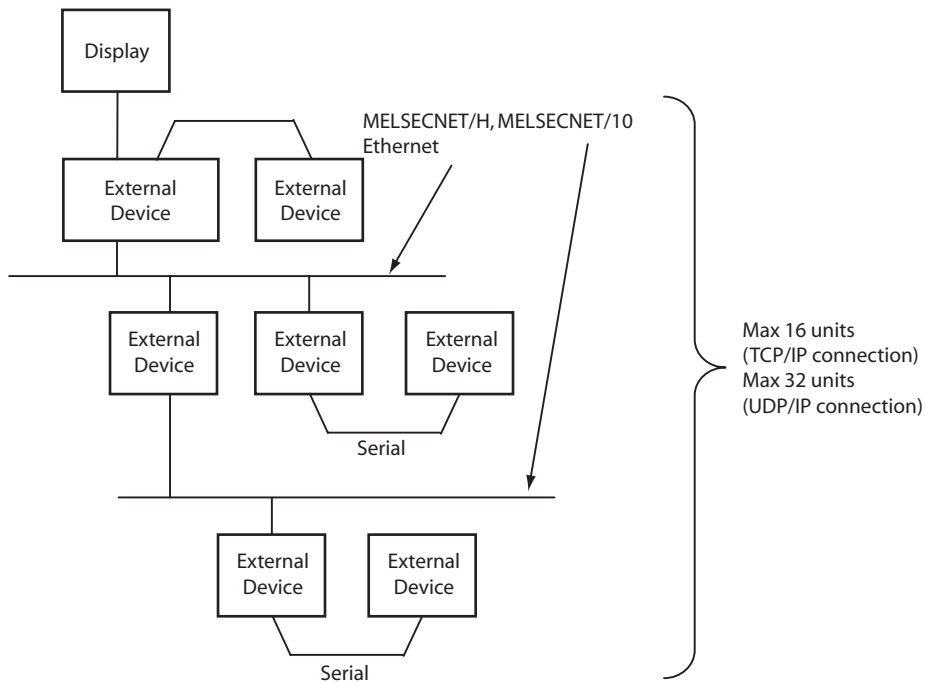 Display
MELSECNET/H, MELSECNET/10
Ethernet
External
Device
External
Device
External
Device
External
Device
External
Device
Serial
Max 16 units
(TCP/IP connection)
Max 32 units
(UDP/IP connection)
External
Device
External
Device
Serial